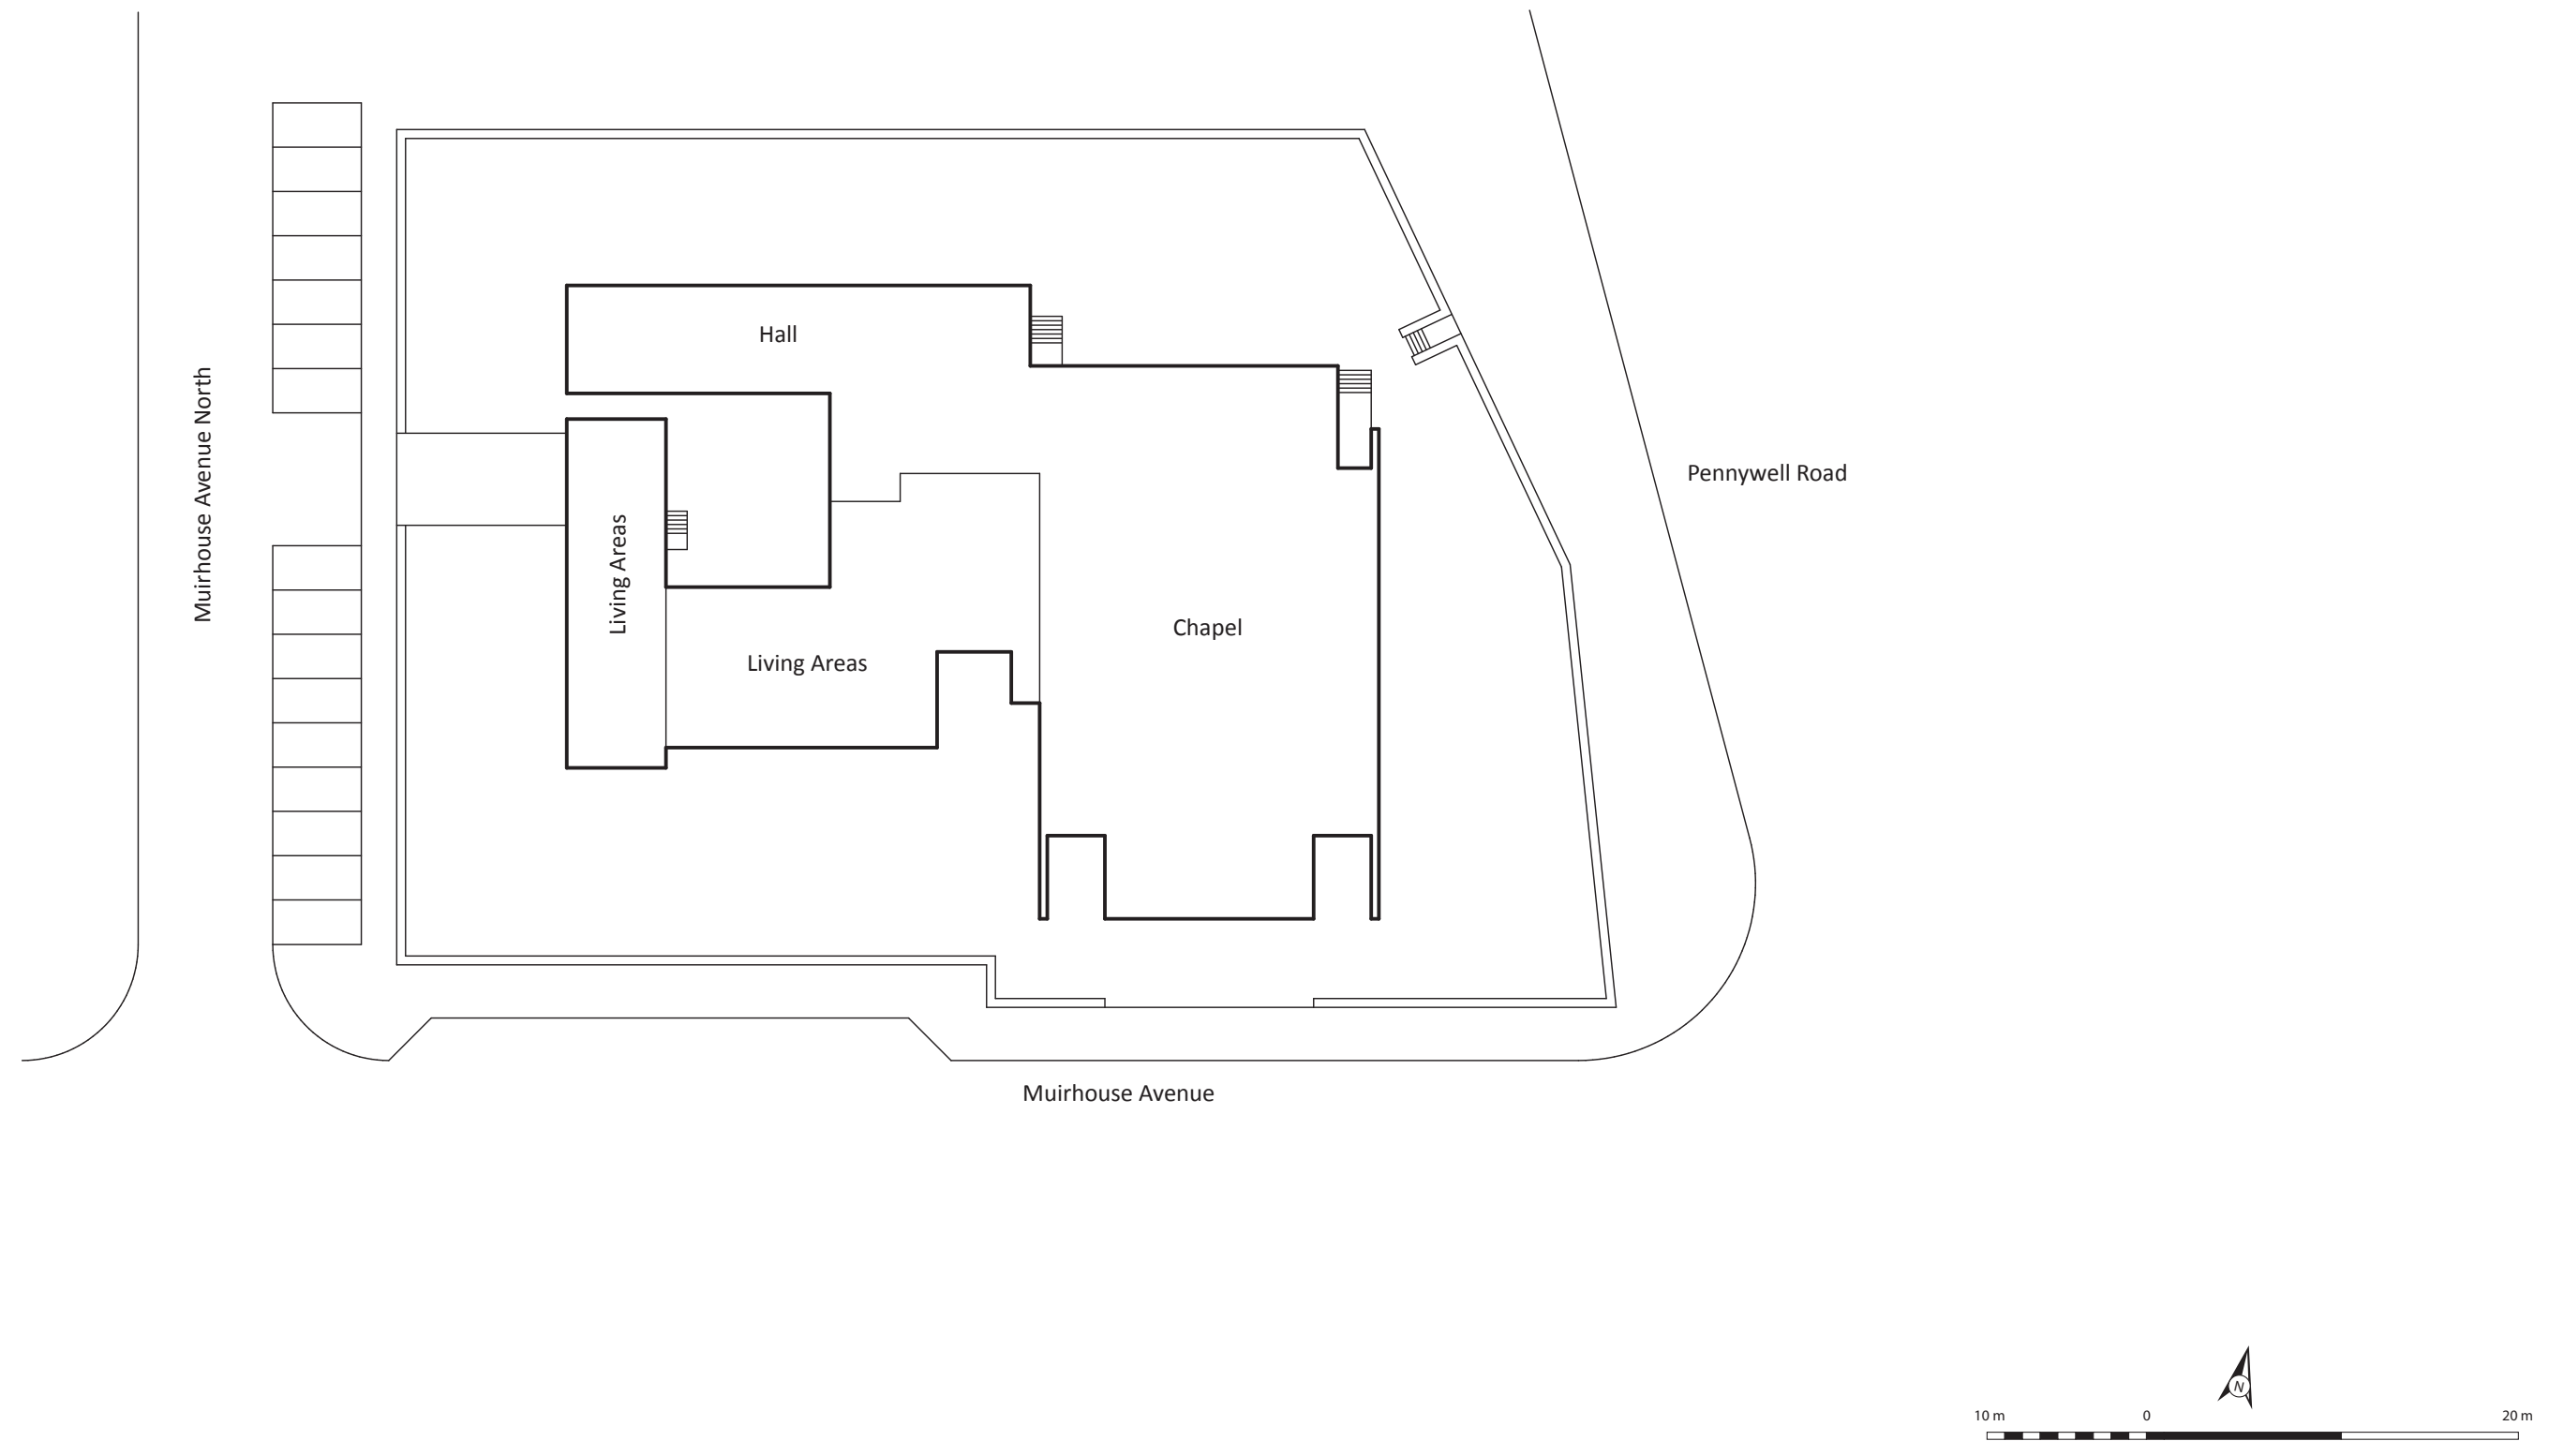 Hall
Muirhouse Avenue North
Pennywell Road
Living Areas
Chapel
Living Areas
Muirhouse Avenue
N
10 m 0 20 m